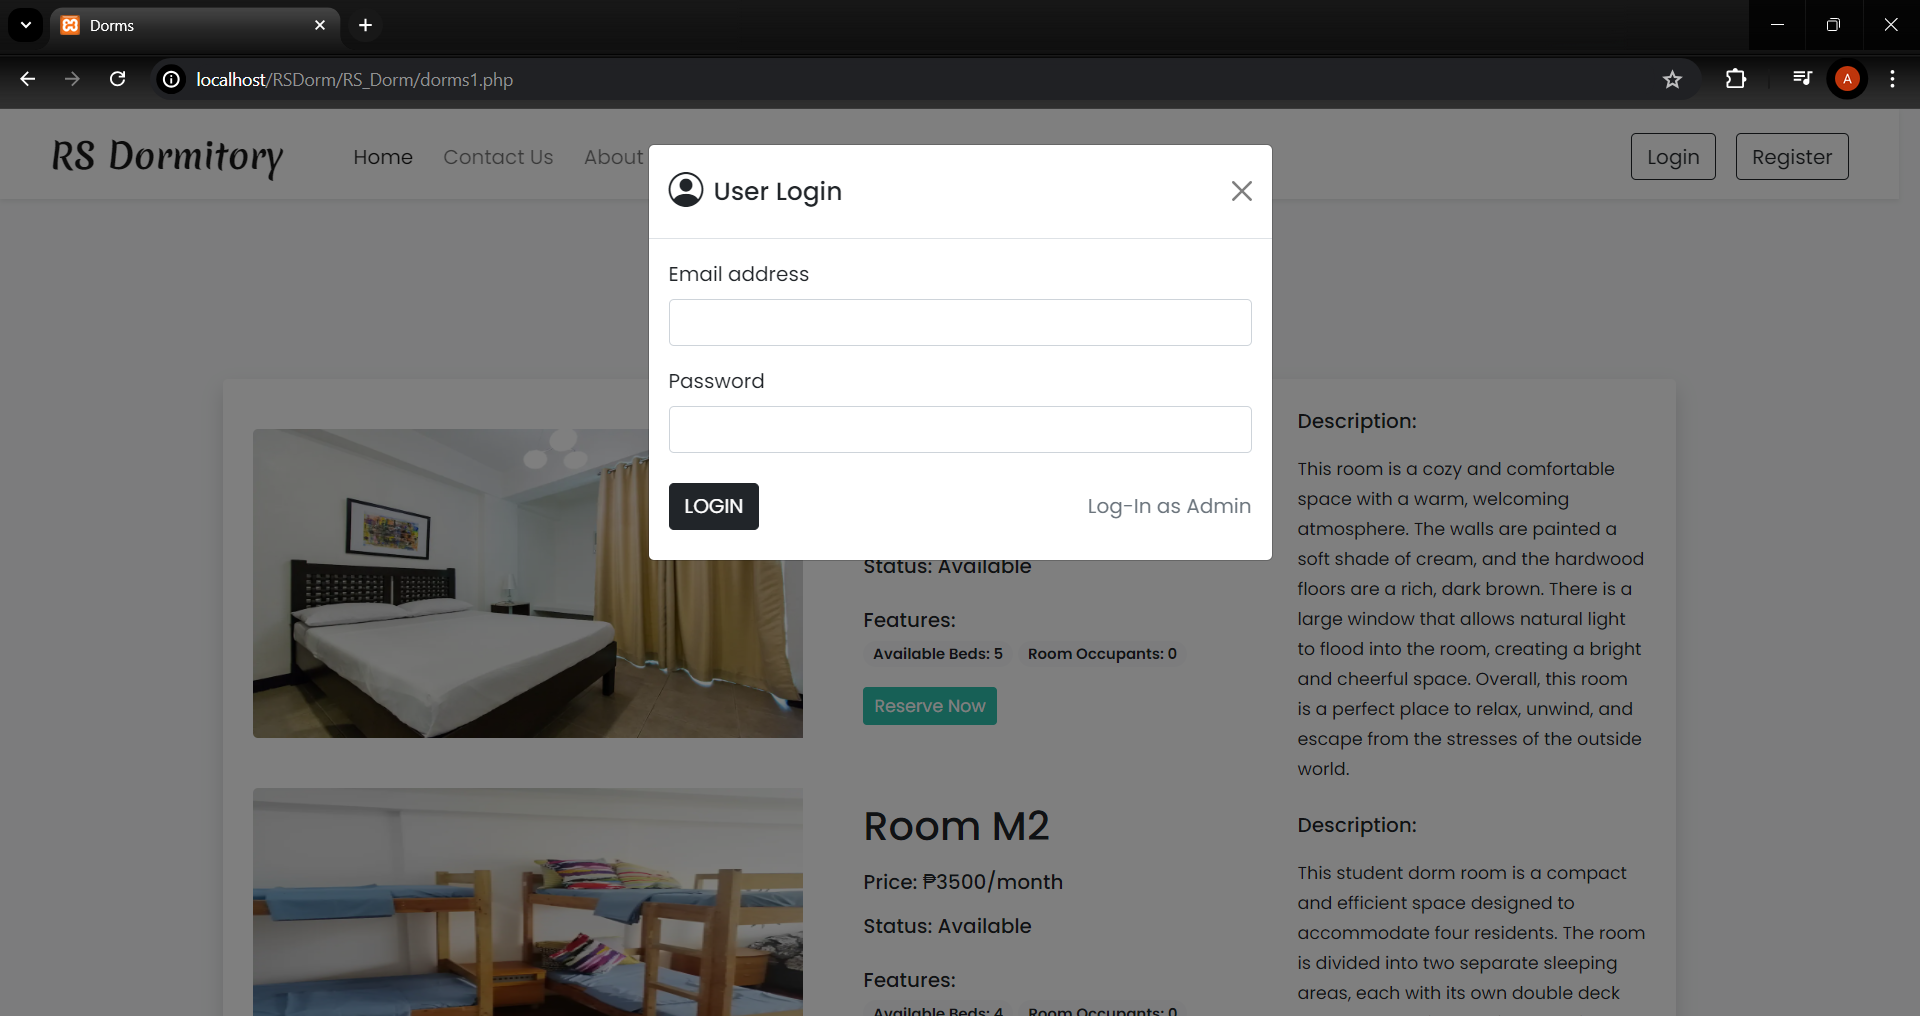 Dorms
localhost/RSDorm/RS_Dorm/dorms1.php
A
RS Dormitory
Home
Contact Us
About
Login
Register
User Login
Email address
Password
LOGIN
Log-In as Admin
Status: Available
Features:
Available Beds: 5
Room Occupants: 0
Reserve Now
Description:
This room is a cozy and comfortable
space with a warm, welcoming
atmosphere. The walls are painted a
soft shade of cream, and the hardwood
floors are a rich, dark brown. There is a
large window that allows natural light
to flood into the room, creating a bright
and cheerful space. Overall, this room
is a perfect place to relax, unwind, and
escape from the stresses of the outside
world.
Room M2
Price: ₱3500/month
Status: Available
Features:
Available Beds: 4
Room Occupants: 0
Description:
This student dorm room is a compact
and efficient space designed to
accommodate four residents. The room
is divided into two separate sleeping
areas, each with its own double deck